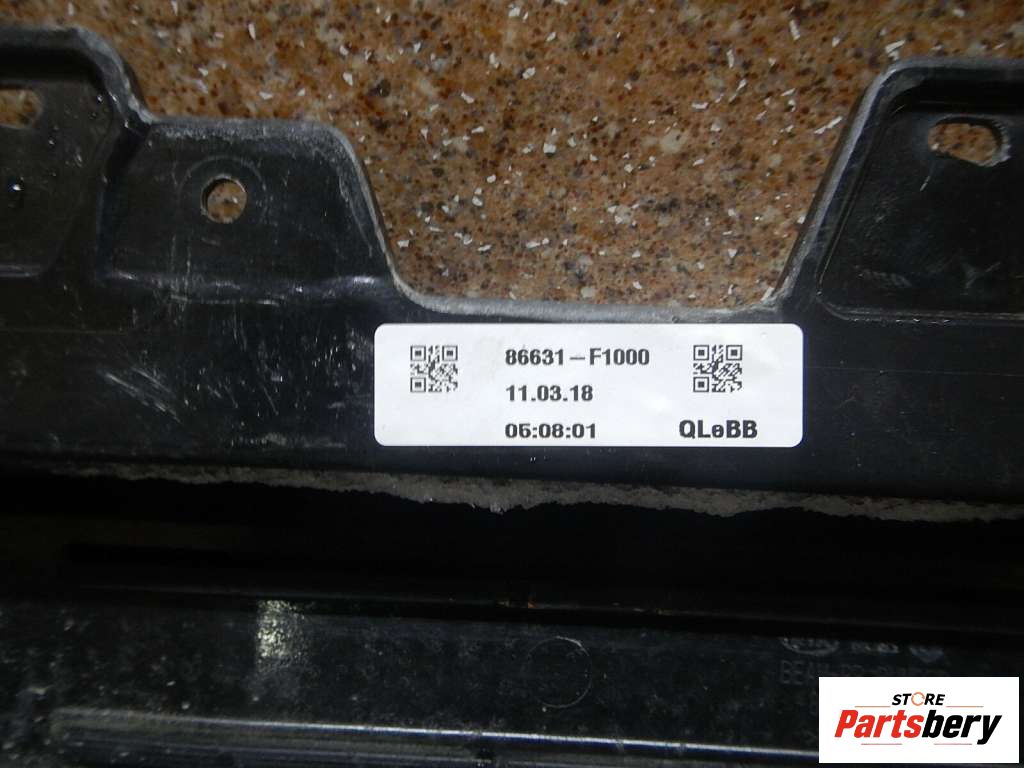 86631-F1000
11.03.18
05:08:01 QLeBB
STORE
Partsbery